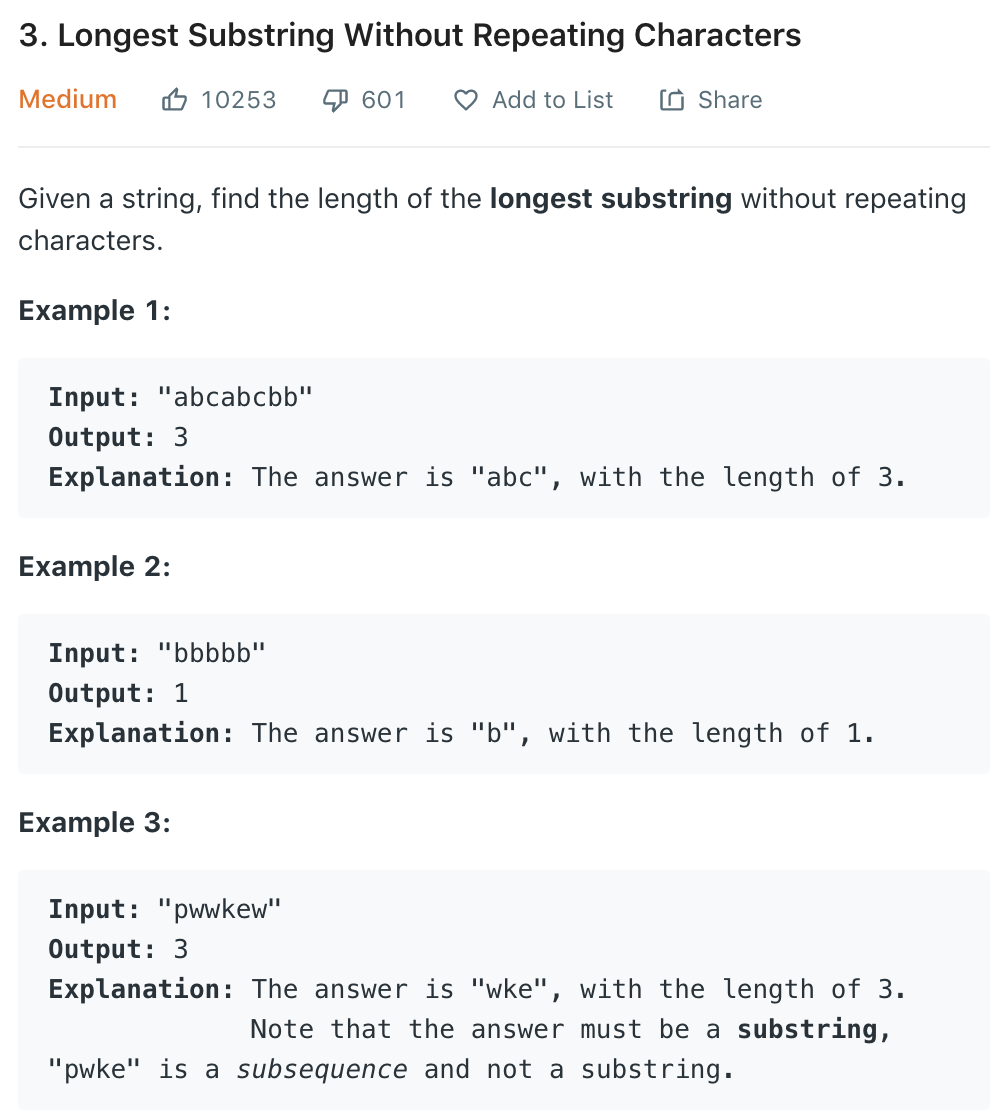 3. Longest Substring Without Repeating Characters
Medium 10253 601 Add to List Share
Given a string, find the length of the longest substring without repeating
characters.
Example 1:
Input: "abcabcbb"
Output: 3
Explanation: The answer is "abc", with the length of 3.
Example 2:
Input: "bbbbb"
Output: 1
Explanation: The answer is "b", with the length of 1.
Example 3:
Input: "pwwkew"
Output: 3
Explanation: The answer is "wke", with the length of 3.
Note that the answer must be a substring,
"pwke" is a subsequence and not a substring.